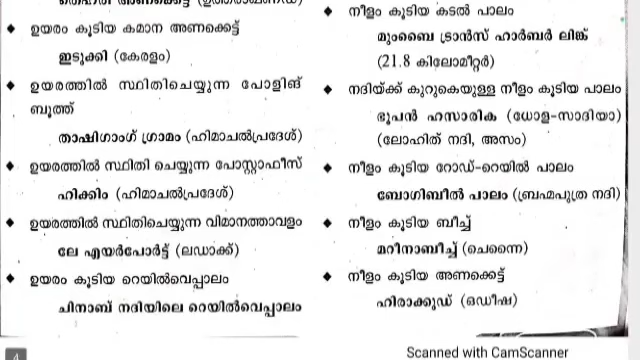 ◆ ഉയരം കൂടിയ കമാന അണക്കെട്ട്
ഇടുക്കി (കേരളം)
◆ ഉയരത്തിൽ സ്ഥിതിചെയ്യുന്ന പോളിങ്
ബൂത്ത്
താഷിഗാംഗ് ഗ്രാമം (ഹിമാചൽപ്രദേശ്)
◆ ഉയരത്തിൽ സ്ഥിതി ചെയ്യുന്ന പോസ്റ്റാഫീസ്
ഹിക്കിം (ഹിമാചൽപ്രദേശ്)
◆ ഉയരത്തിൽ സ്ഥിതിചെയ്യുന്ന വിമാനത്താവളം
ലേ എയർപോർട്ട് (ലഡാക്ക്)
◆ ഉയരം കൂടിയ റെയിൽവെപ്പാലം
ചിനാബ് നദിയിലെ റെയിൽവെപ്പാലം
◆ നീളം കൂടിയ കടൽ പാലം
മുംബൈ ട്രാൻസ് ഹാർബർ ലിങ്ക്
(21.8 കിലോമീറ്റർ)
◆ നദിയ്ക്ക് കുറുകെയുള്ള നീളം കൂടിയ പാലം
ഭൂപൻ ഹസാരിക (ധോള-സാദിയാ)
(ലോഹിത് നദി, അസം)
◆ നീളം കൂടിയ റോഡ്-റെയിൽ പാലം
ബോഗിബീൽ പാലം (ബ്രഹ്മപുത്ര നദി)
◆ നീളം കൂടിയ ബീച്ച്
മറീനാബീച്ച് (ചെന്നൈ)
◆ നീളം കൂടിയ അണക്കെട്ട്
ഹിരാക്കുഡ് (ഒഡീഷ)
4
Scanned with CamScanner